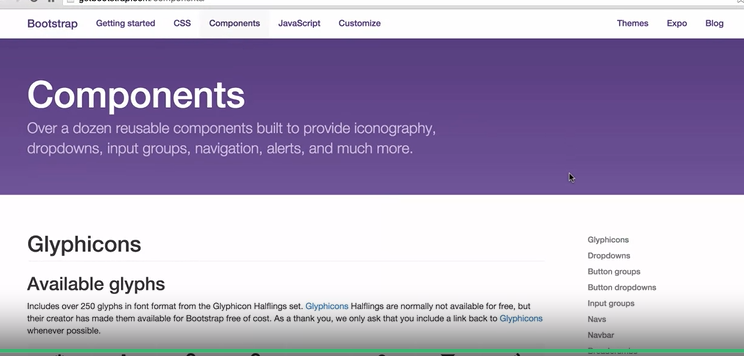 Bootstrap Getting started CSS Components JavaScript Customize Themes Expo Blog
Components
Over a dozen reusable components built to provide iconography,
dropdowns, input groups, navigation, alerts, and much more.
Glyphicons
Available glyphs
Includes over 250 glyphs in font format from the Glyphicon Halflings set. Glyphicons Halflings are normally not available for free, but
their creator has made them available for Bootstrap free of cost. As a thank you, we only ask that you include a link back to Glyphicons
whenever possible.
Glyphicons
Dropdowns
Button groups
Button dropdowns
Input groups
Navs
Navbar